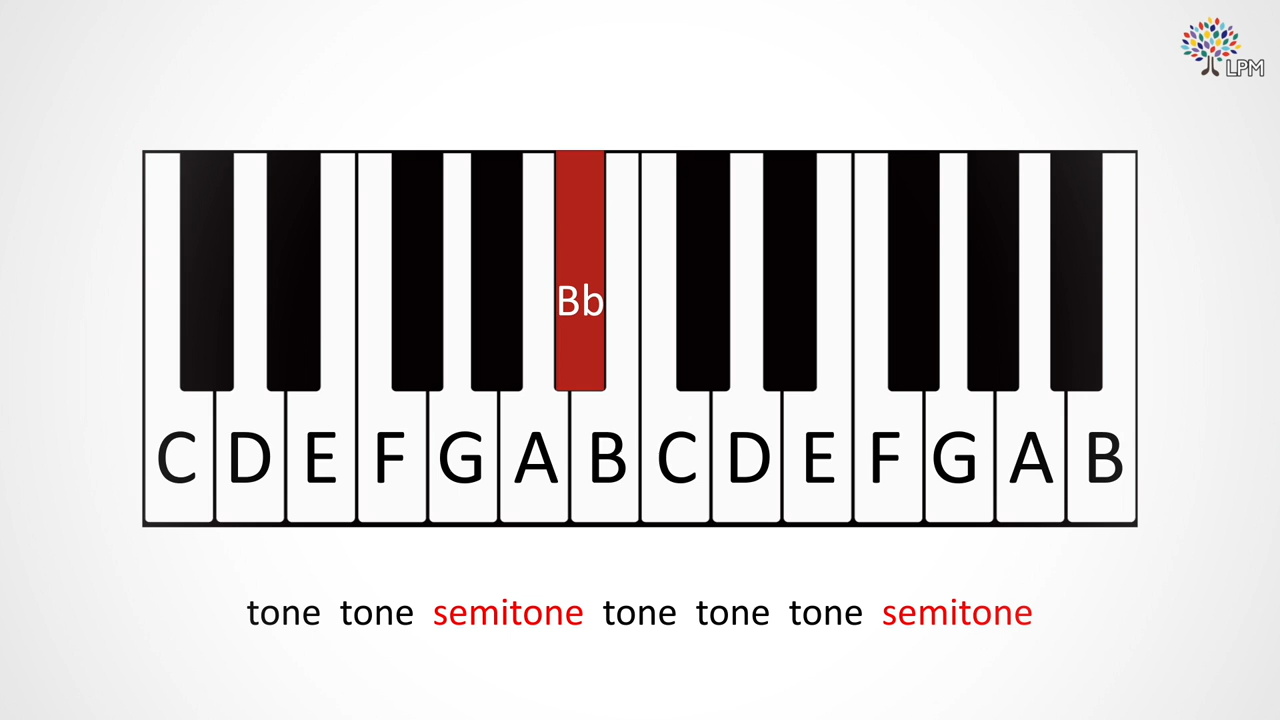 LPM
Bb
C D E F G A B C D E F G A B
tone tone semitone tone tone tone semitone